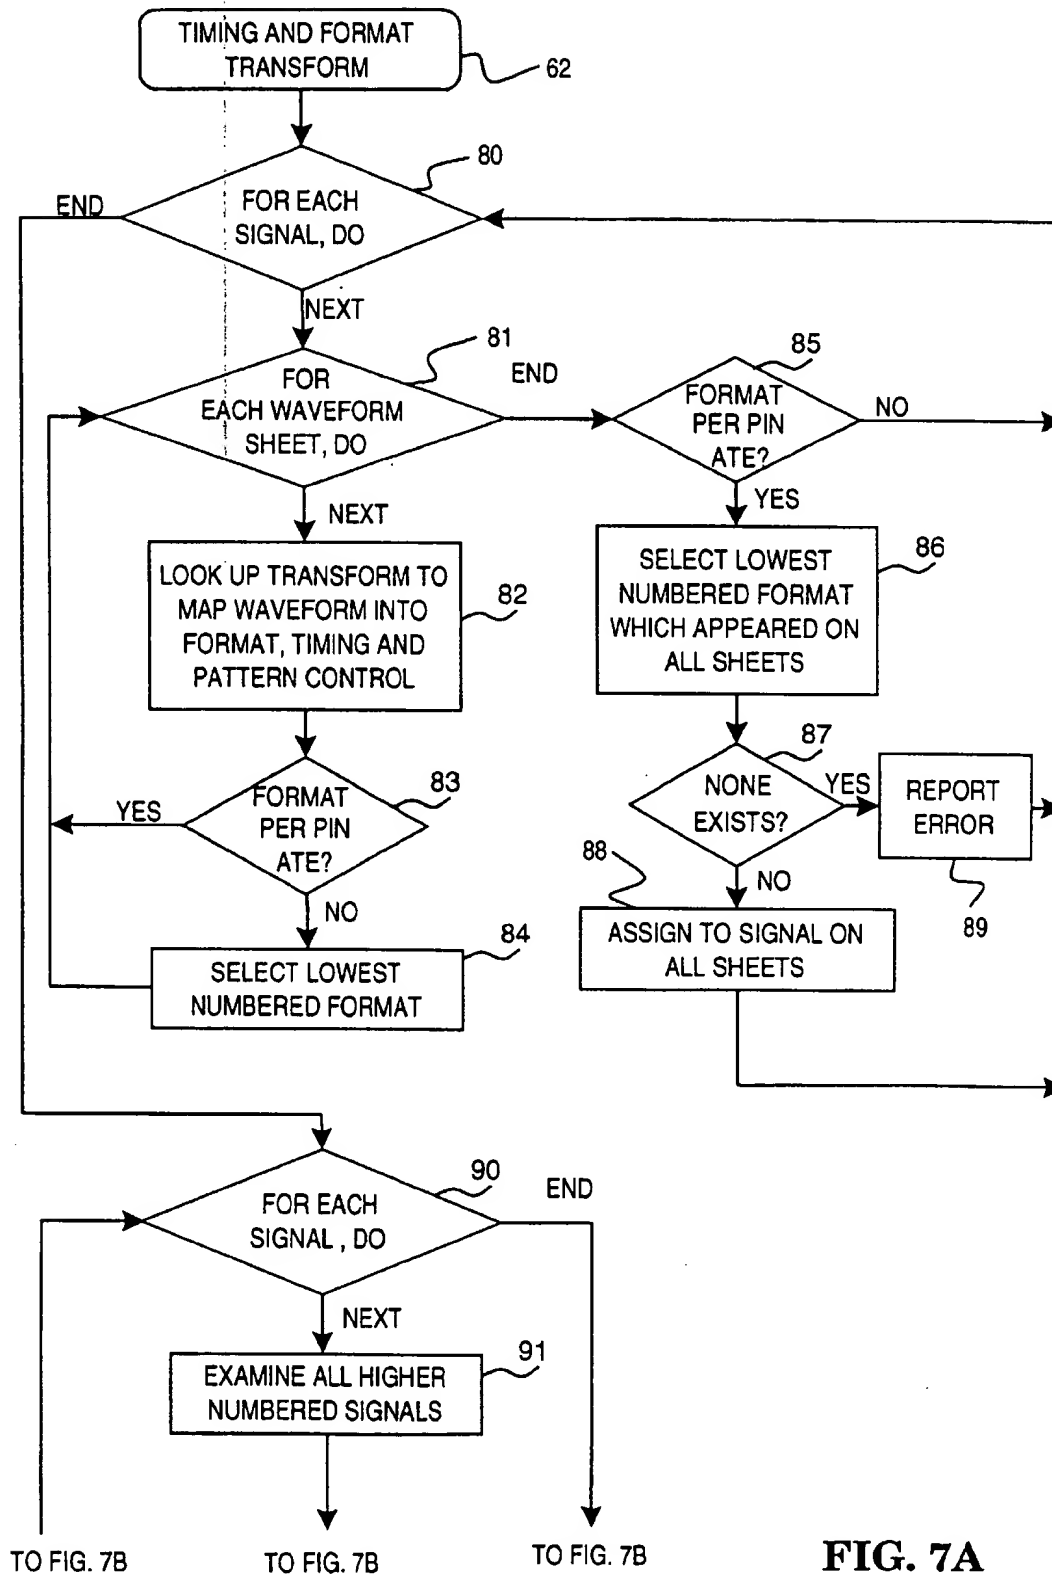 TIMING AND FORMAT
TRANSFORM
62
80
END
FOR EACH
SIGNAL, DO
NEXT
81
END
FOR
EACH WAVEFORM
SHEET, DO
85
FORMAT
PER PIN
ATE?
NO
NEXT
YES
LOOK UP TRANSFORM TO
MAP WAVEFORM INTO
FORMAT, TIMING AND
PATTERN CONTROL
82
SELECT LOWEST
NUMBERED FORMAT
WHICH APPEARED ON
ALL SHEETS
86
83
YES
FORMAT
PER PIN
ATE?
NO
87
NONE
EXISTS?
YES
REPORT
ERROR
89
88
NO
84
SELECT LOWEST
NUMBERED FORMAT
ASSIGN TO SIGNAL ON
ALL SHEETS
90
END
FOR EACH
SIGNAL , DO
NEXT
91
EXAMINE ALL HIGHER
NUMBERED SIGNALS
TO FIG. 7B
TO FIG. 7B
TO FIG. 7B
FIG. 7A